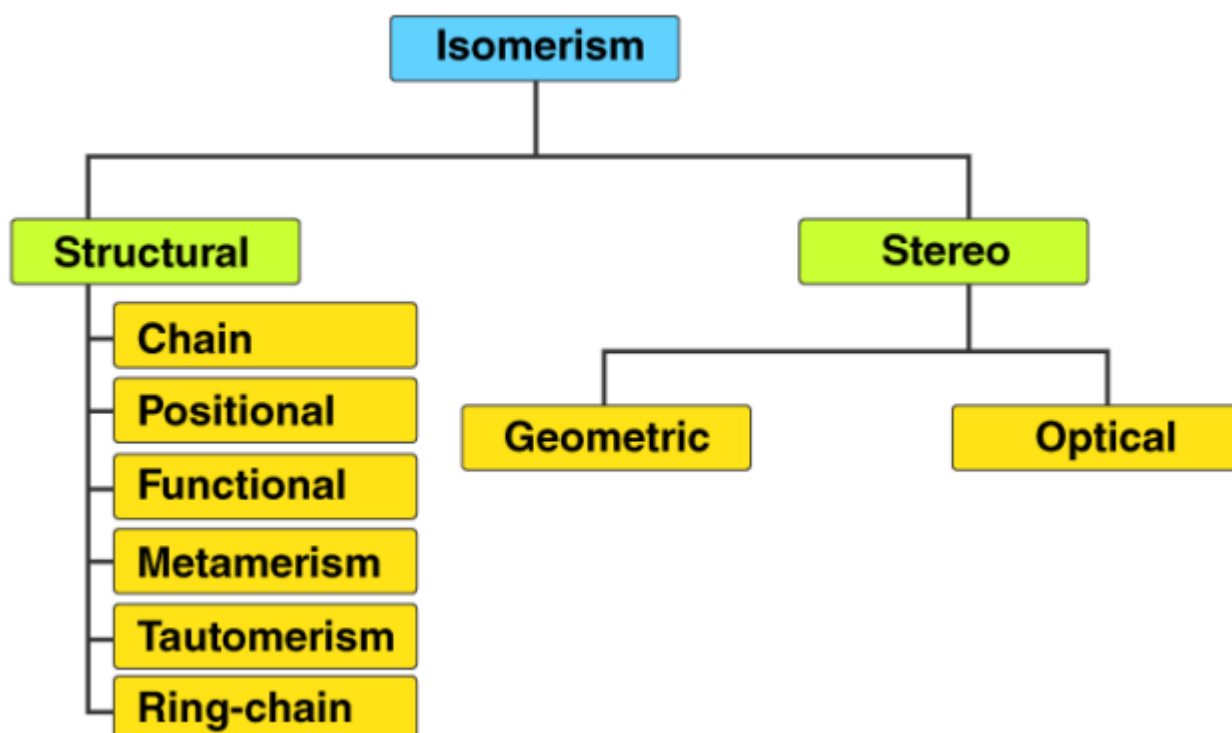 Isomerism
Structural
Stereo
Chain
Positional
Functional
Metamerism
Tautomerism
Ring-chain
Geometric
Optical